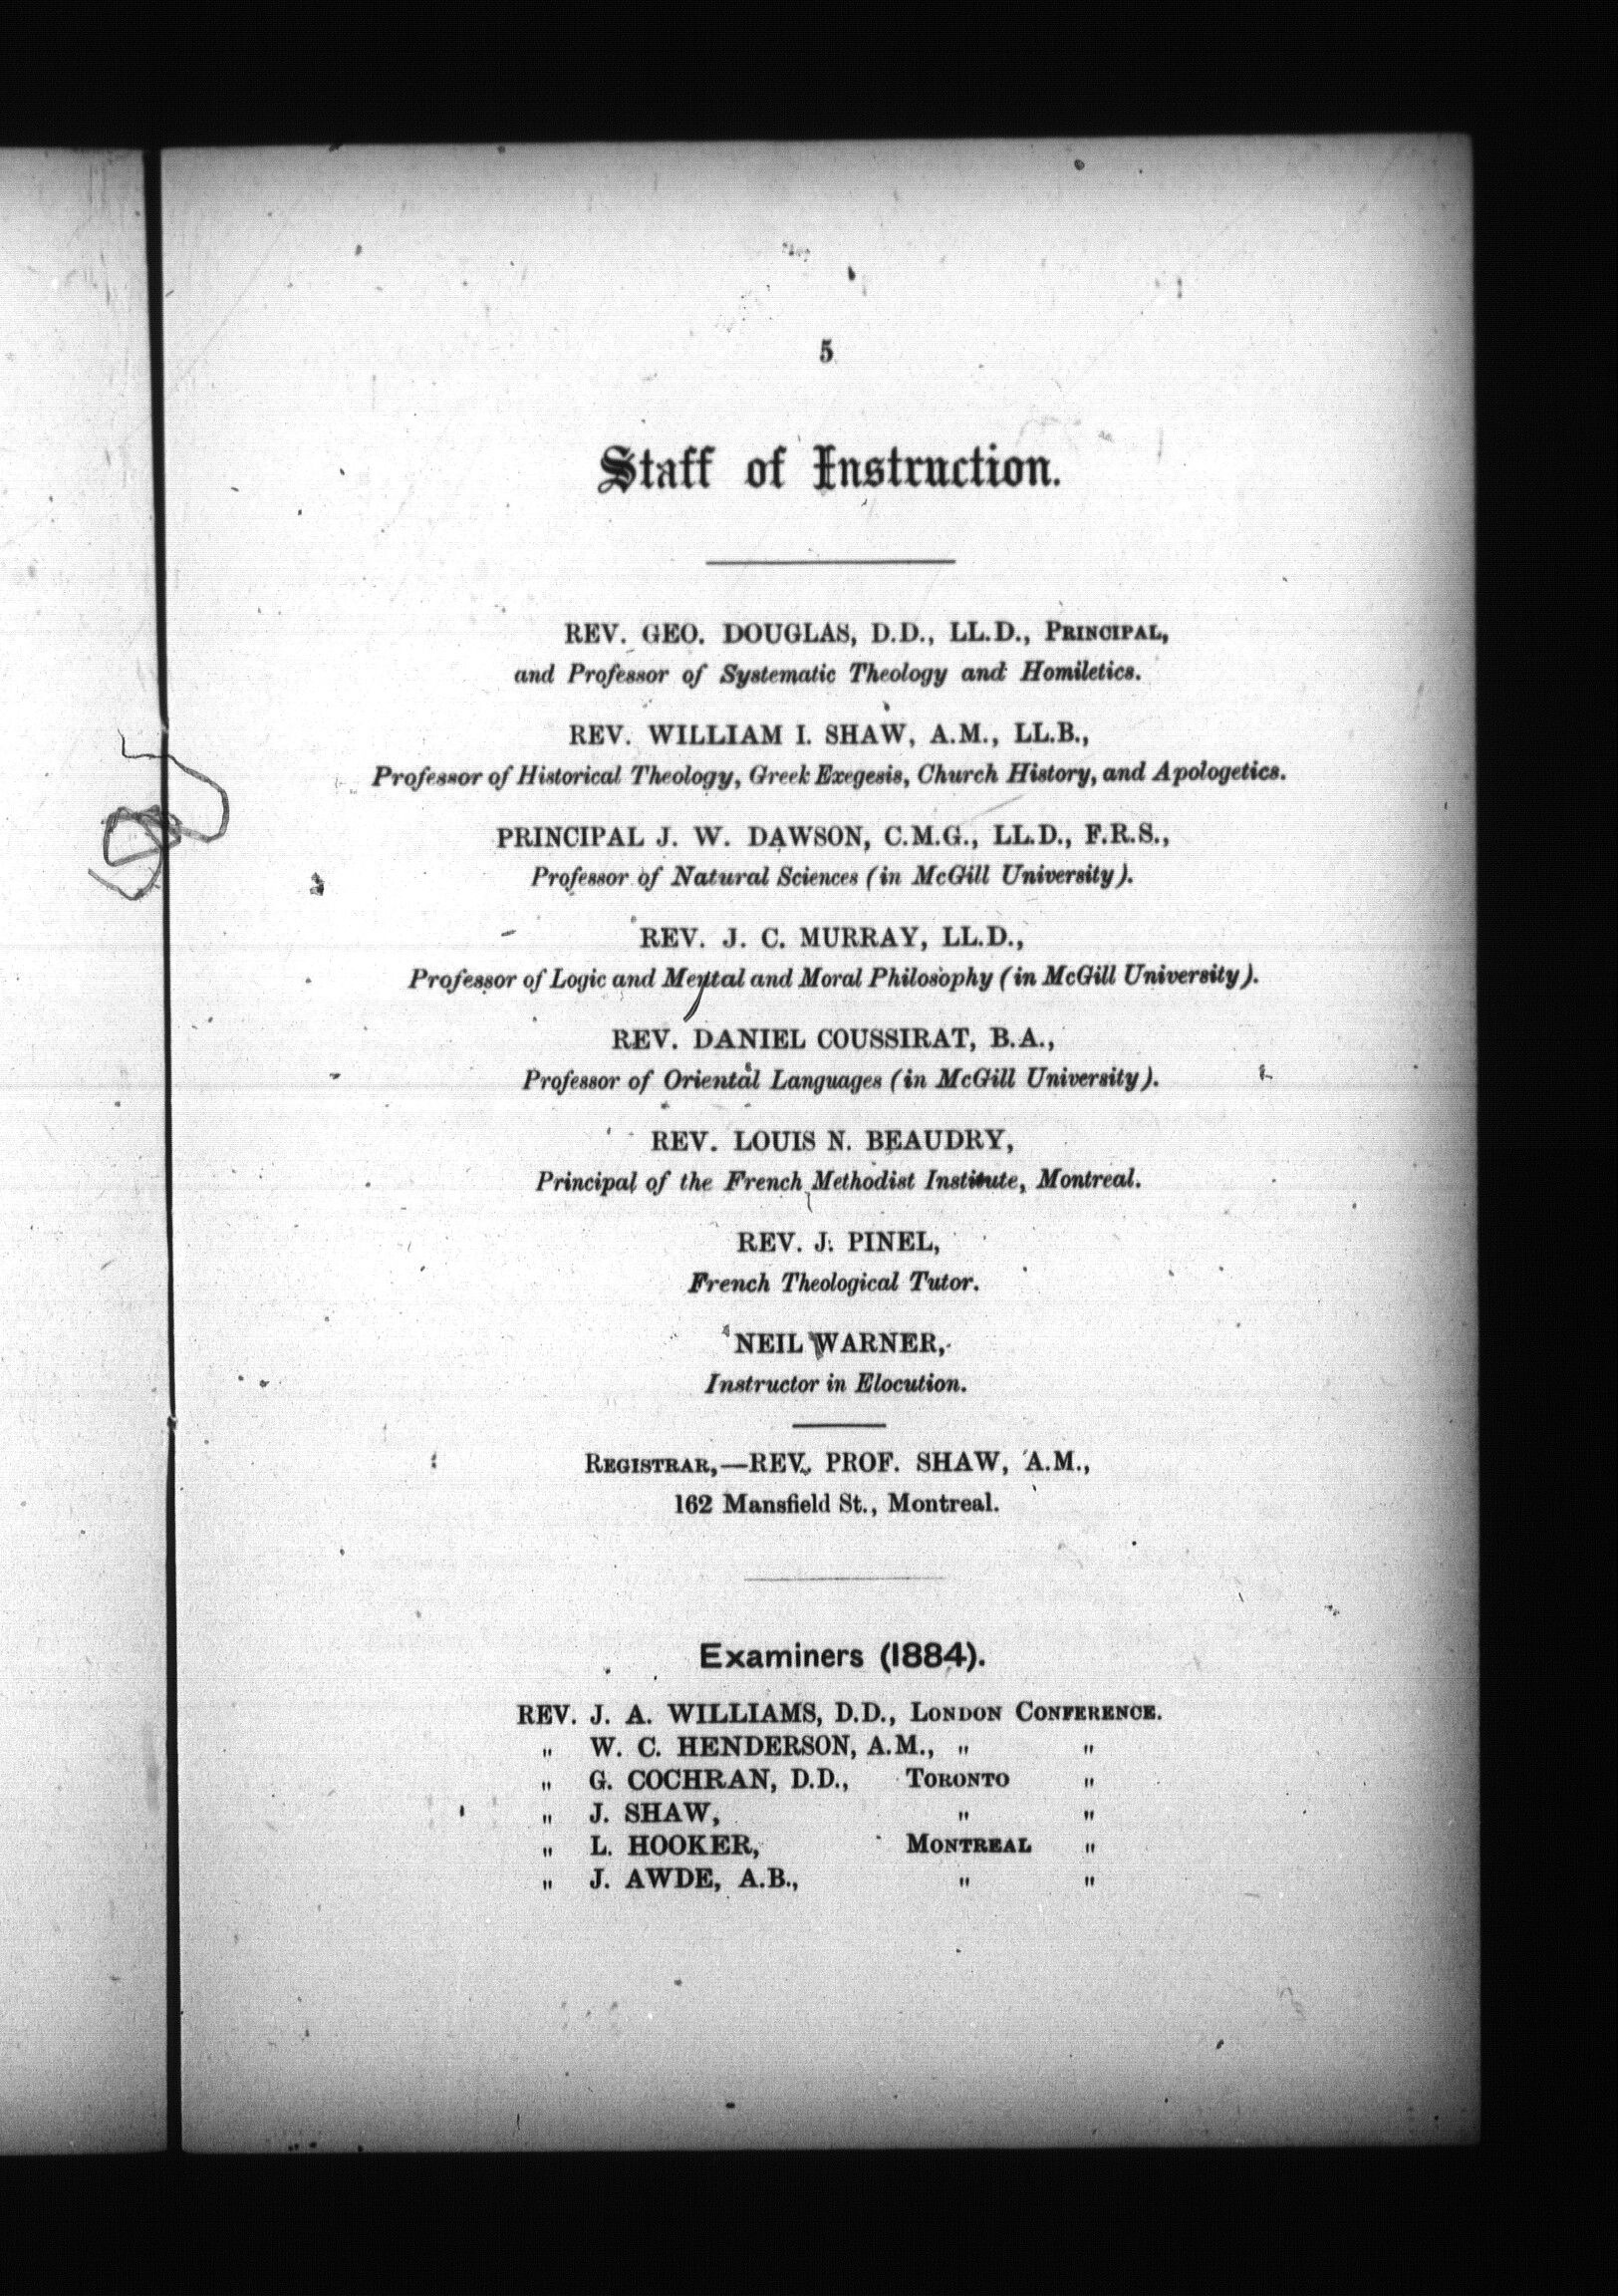 5
Staff of Instruction.
REV. GEO. DOUGLAS, D.D., LL.D., PRINCIPAL,
and Professor of Systematic Theology and Homiletics.
REV. WILLIAM I. SHAW, A.M., LL.B.,
Professor of Historical Theology, Greek Exegesis, Church History, and Apologetics.
PRINCIPAL J. W. DAWSON, C.M.G., LL.D., F.R.S.,
Professor of Natural Sciences (in McGill University).
REV. J. C. MURRAY, LL.D.,
Professor of Logic and Mental and Moral Philosophy (in McGill University).
REV. DANIEL COUSSIRAT, B.A.,
Professor of Oriental Languages (in McGill University).
REV. LOUIS N. BEAUDRY,
Principal of the French Methodist Institute, Montreal.
REV. J. PINEL,
French Theological Tutor.
NEIL WARNER,
Instructor in Elocution.
REGISTRAR,—REV. PROF. SHAW, A.M.,
162 Mansfield St., Montreal.
Examiners (1884).
REV. J. A. WILLIAMS, D.D., LONDON CONFERENCE.
" W. C. HENDERSON, A.M., " "
" G. COCHRAN, D.D., TORONTO "
" J. SHAW, " "
" L. HOOKER, MONTREAL "
" J. AWDE, A.B., " "